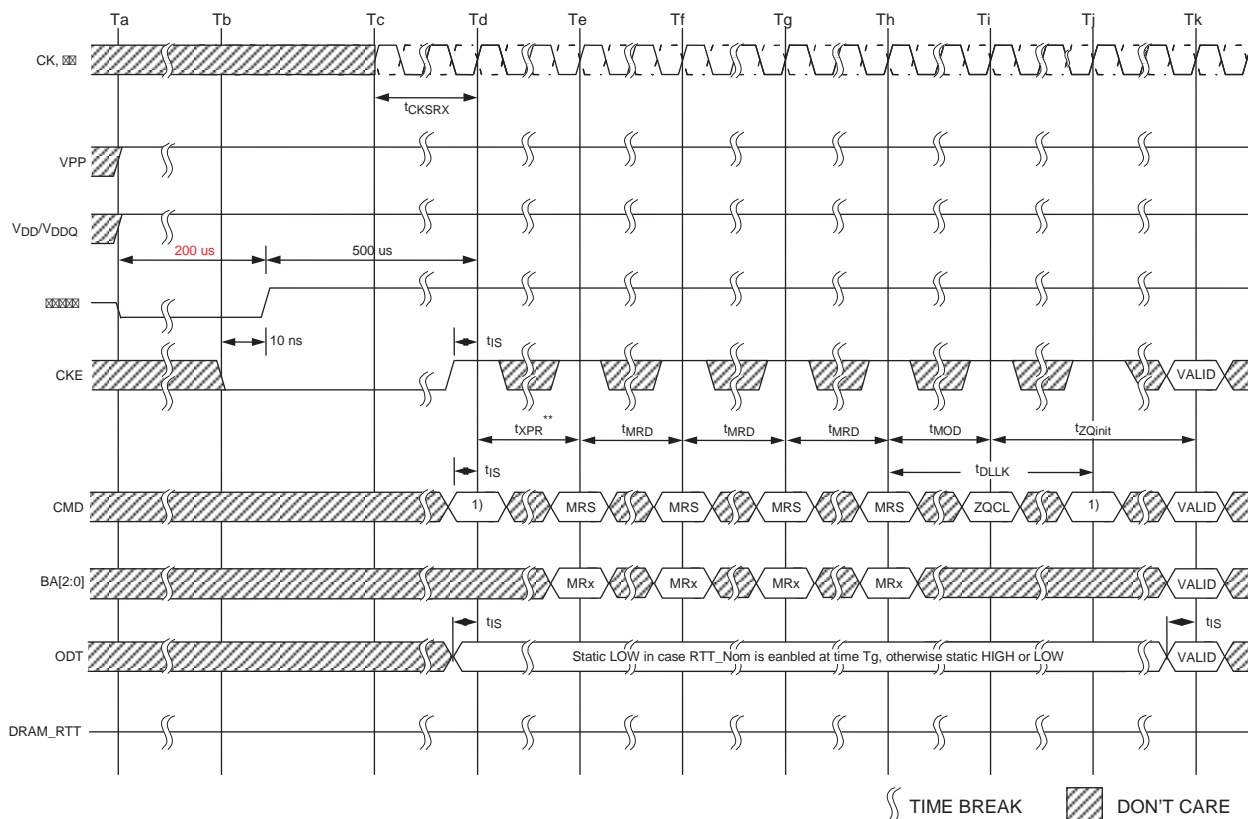 Ta Tb Tc Td Te Tf Tg Th Ti Tj Tk
CK,
tCKSRX
VPP
VDD/VDDQ
200 us 500 us
10 ns tIS
CKE VALID
tXPR** tMRD tMRD tMRD tMOD tZQinit
tIS tDLLK
CMD 1) MRS MRS MRS MRS ZQCL 1) VALID
BA[2:0] MRx MRx MRx MRx VALID
tIS tIS
ODT Static LOW in case RTT_Nom is eanbled at time Tg, otherwise static HIGH or LOW VALID
DRAM_RTT
TIME BREAK DON'T CARE